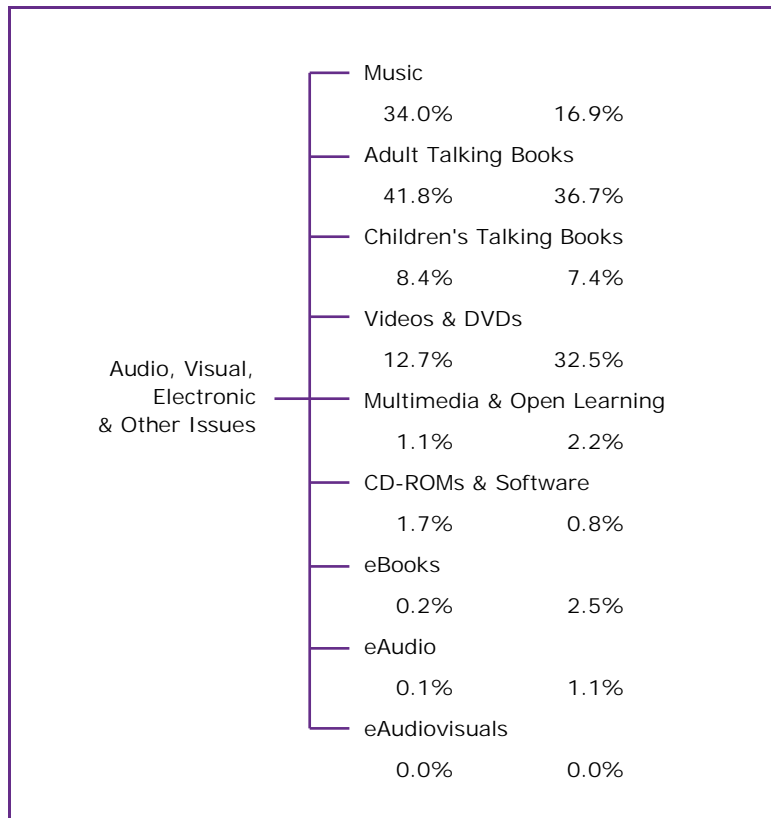 Music
34.0% 16.9%
Adult Talking Books
41.8% 36.7%
Children's Talking Books
8.4% 7.4%
Videos & DVDs
12.7% 32.5%
Audio, Visual,
Electronic
& Other Issues
Multimedia & Open Learning
1.1% 2.2%
CD-ROMs & Software
1.7% 0.8%
eBooks
0.2% 2.5%
eAudio
0.1% 1.1%
eAudiovisuals
0.0% 0.0%